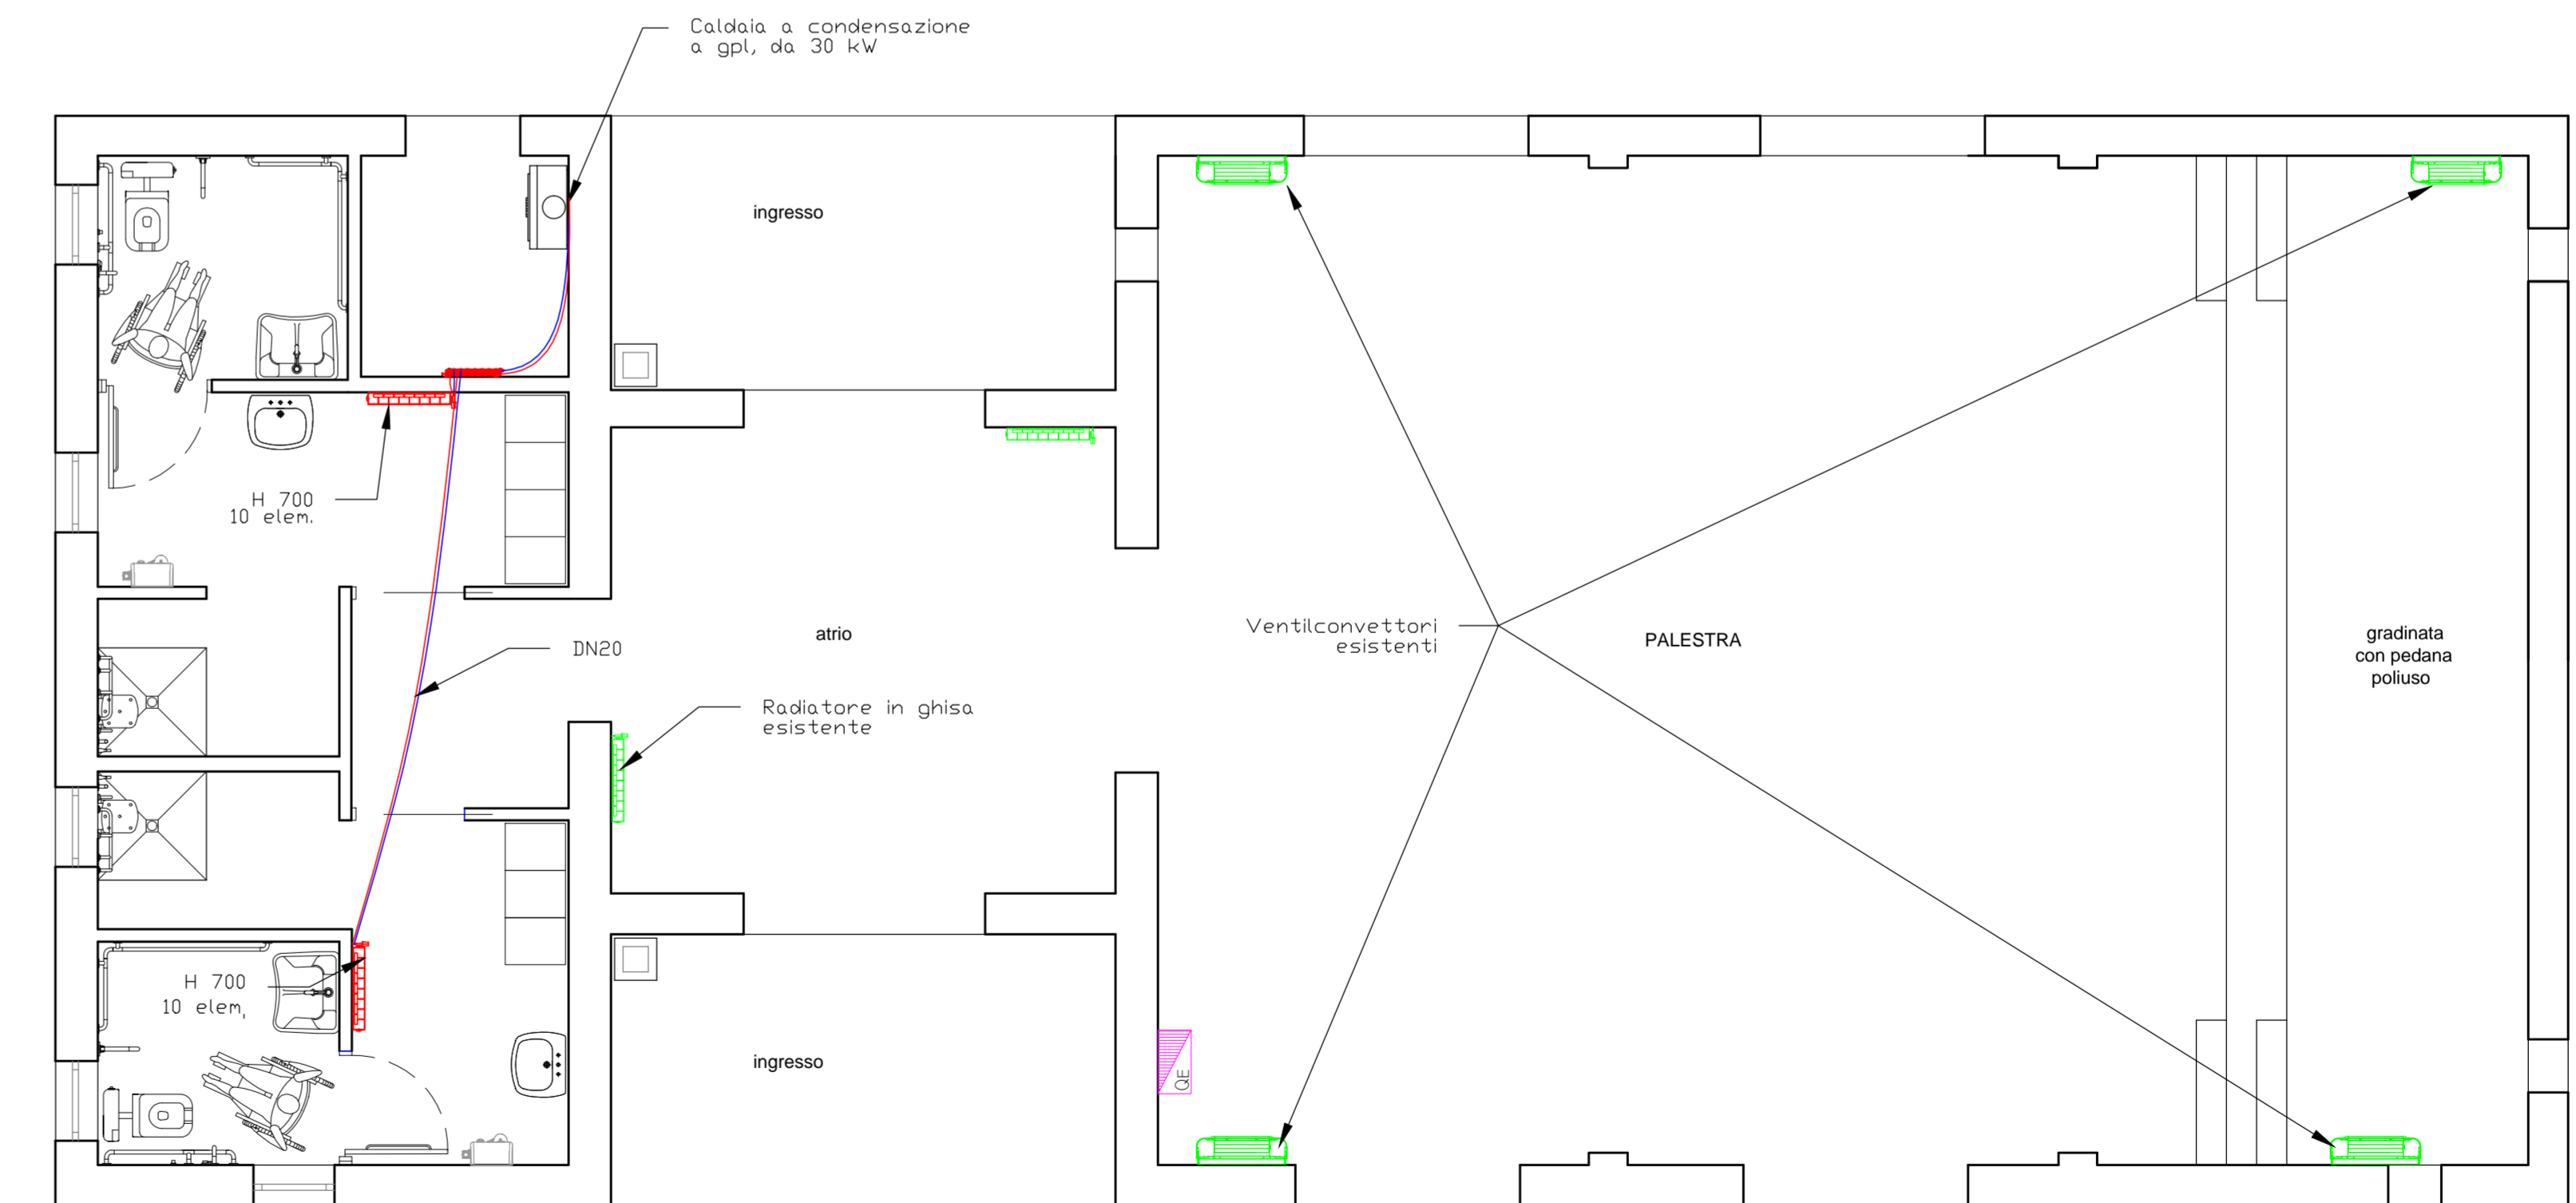 Caldaia a condensazione
a gpl, da 30 kW
ingresso
H 700
10 elem.
atrio
DN20
Ventilconvettori
esistenti
PALESTRA
gradinata
con pedana
poliuso
Radiatore in ghisa
esistente
H 700
10 elem,
ingresso
QE